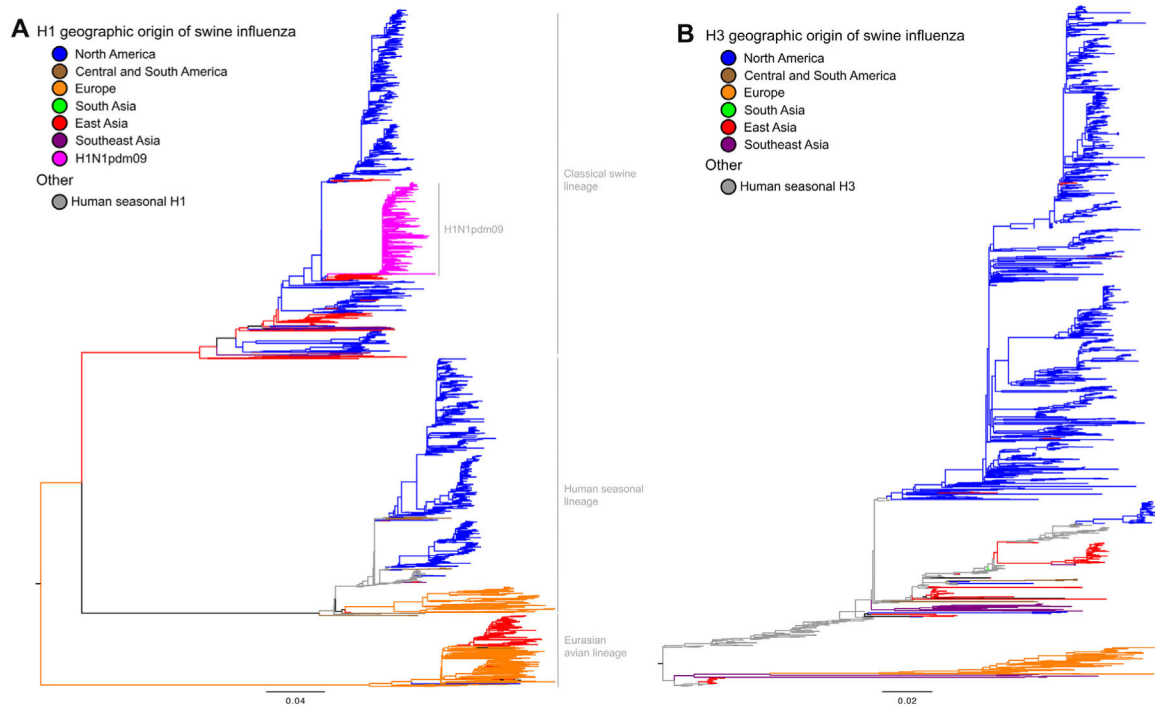 A H1 geographic origin of swine influenza
North America
Central and South America
Europe
South Asia
East Asia
Southeast Asia
H1N1pdm09
Other
Human seasonal H1
Classical swine
lineage
H1N1pdm09
Human seasonal
lineage
Eurasian
avian lineage
0.04
B H3 geographic origin of swine influenza
North America
Central and South America
Europe
South Asia
East Asia
Southeast Asia
Other
Human seasonal H3
0.02